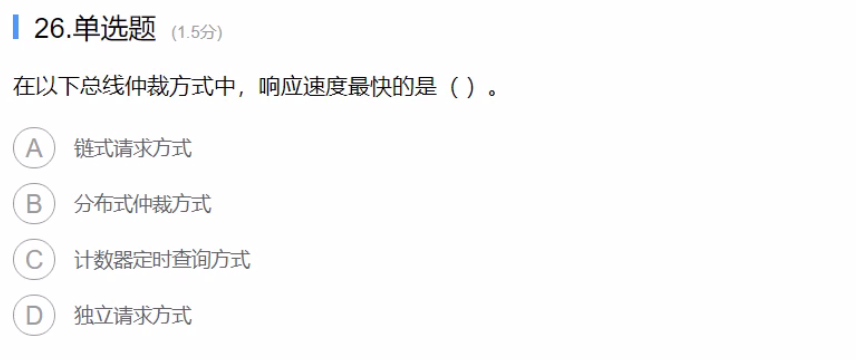 26.单选题 (1.5分)
在以下总线仲裁方式中，响应速度最快的是（ ）。
A 链式请求方式
B 分布式仲裁方式
C 计数器定时查询方式
D 独立请求方式